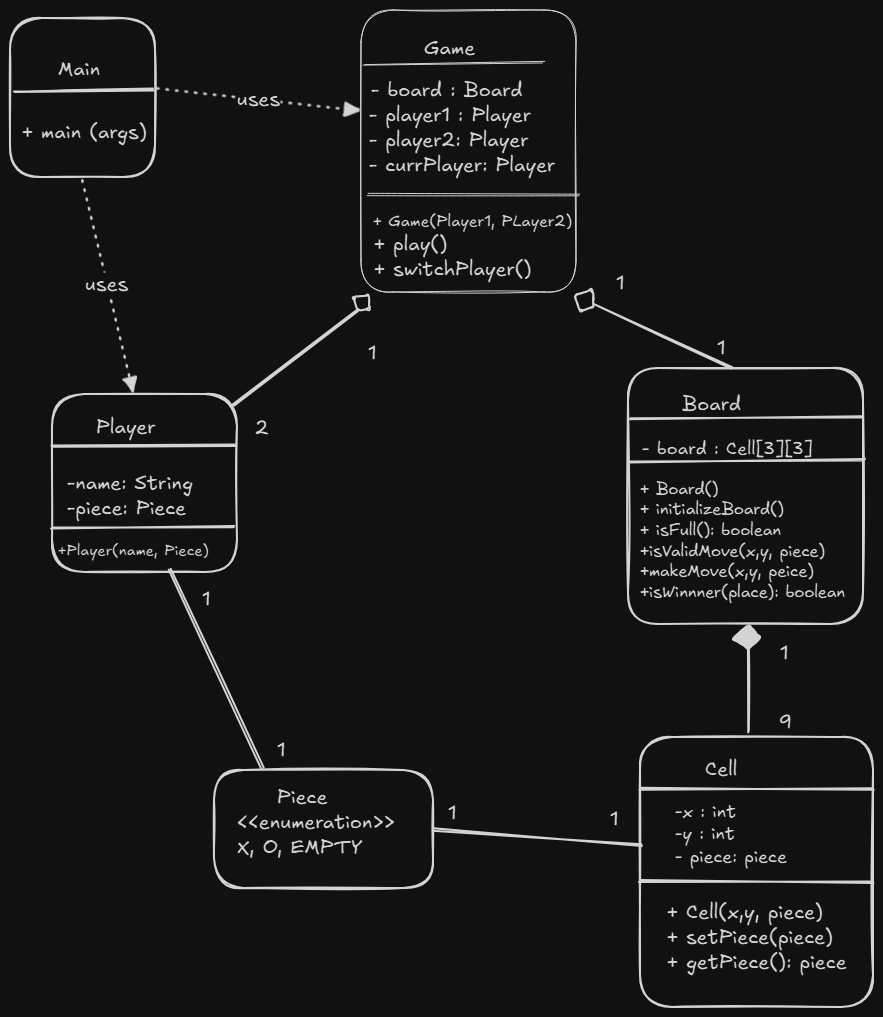 Main
+ main (args)
uses
uses
Game
- board : Board
- player1 : Player
- player2: Player
- currPlayer: Player
+ Game(Player1, PLayer2)
+ play()
+ switchPlayer()
1
1
1
2
Player
-name: String
-piece: Piece
+Player(name, Piece)
1
1
Board
- board : Cell[3][3]
+ Board()
+ initializeBoard()
+ isFull(): boolean
+isValidMove(x,y, piece)
+makeMove(x,y, peice)
+isWinnner(place): boolean
1
9
Piece
<<enumeration>>
X, O, EMPTY
1
1
Cell
-x : int
-y : int
- piece: piece
+ Cell(x,y, piece)
+ setPiece(piece)
+ getPiece(): piece